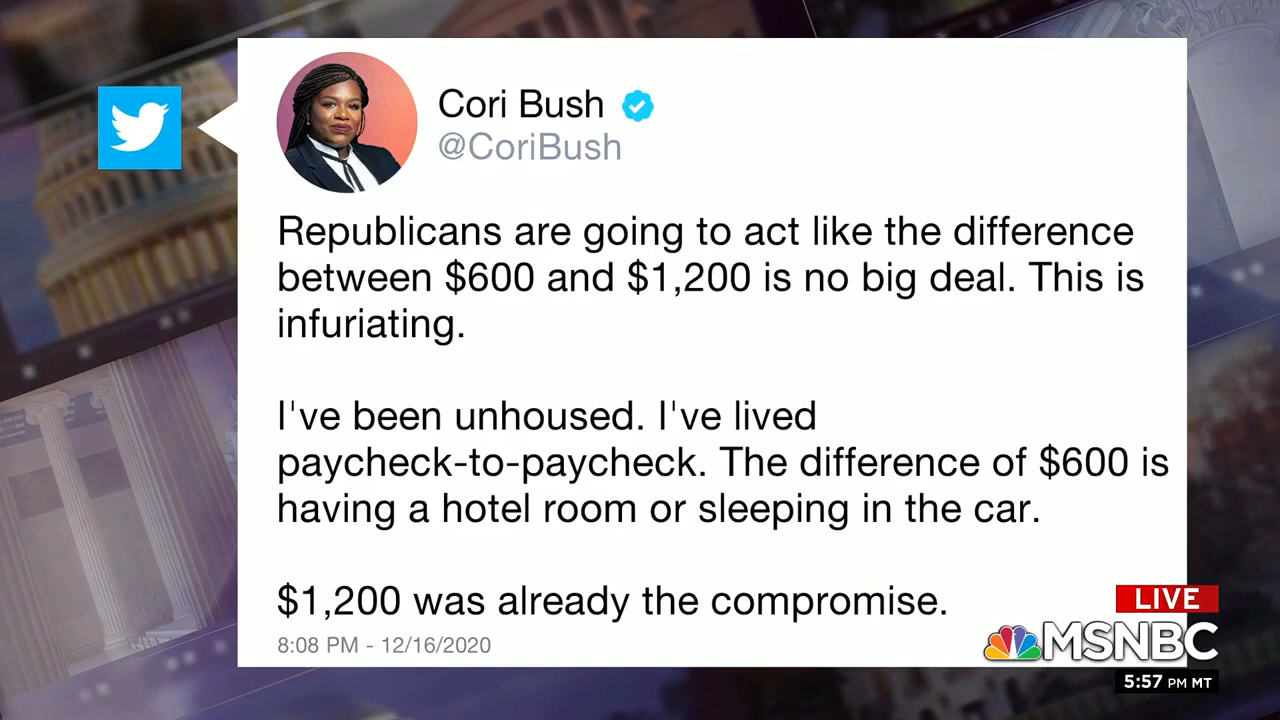 Cori Bush
@CoriBush
Republicans are going to act like the difference
between $600 and $1,200 is no big deal. This is
infuriating.
I've been unhoused. I've lived
paycheck-to-paycheck. The difference of $600 is
having a hotel room or sleeping in the car.
$1,200 was already the compromise.
8:08 PM - 12/16/2020
LIVE
MSNBC
5:57 PM MT